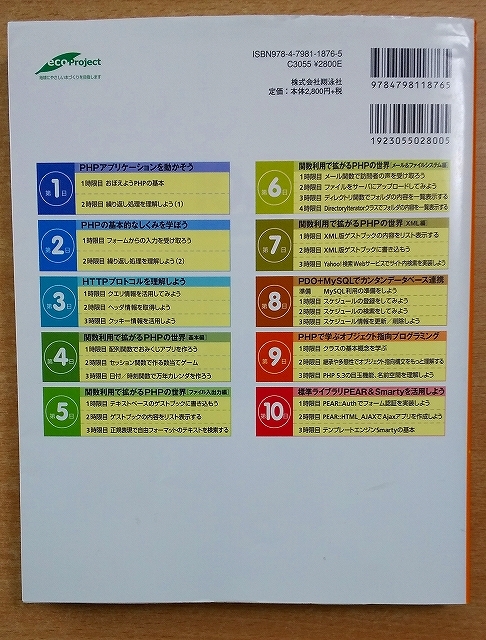 eco Project
地球にやさしい本づくりを目指します
ISBN978-4-7981-1876-5
C3055 ¥2800E
株式会社翔泳社
定価：本体2,800円+税
9784798118765
1923055028005
第1日
PHPアプリケーションを動かそう
1時限目 おぼえようPHPの基本
2時限目 繰り返し処理を理解しよう(1)
第2日
PHPの基本的なしくみを学ぼう
1時限目 フォームからの入力を受け取ろう
2時限目 繰り返し処理を理解しよう(2)
第3日
HTTPプロトコルを理解しよう
1時限目 クエリ情報を活用してみよう
2時限目 ヘッダ情報を取得しよう
3時限目 クッキー情報を活用しよう
第4日
関数利用で拡がるPHPの世界[基本編]
1時限目 配列関数でおみくじアプリを作ろう
2時限目 セッション関数で作る数当てゲーム
3時限目 日付／時刻関数で万年カレンダを作ろう
第5日
関数利用で拡がるPHPの世界[ファイル入出力編]
1時限目 テキストベースのゲストブックに書き込もう
2時限目 ゲストブックの内容をリスト表示する
3時限目 正規表現で自由フォーマットのテキストを検索する
第6日
関数利用で拡がるPHPの世界[メール&ファイルシステム編]
1時限目 メール関数で訪問者の声を受け取ろう
2時限目 ファイルをサーバにアップロードしてみよう
3時限目 ディレクトリ関数でフォルダの内容を一覧表示する
4時限目 DirectoryIteratorクラスでフォルダの内容を一覧表示する
第7日
関数利用で拡がるPHPの世界[XML編]
1時限目 XML版ゲストブックの内容をリスト表示する
2時限目 XML版ゲストブックに書き込もう
3時限目 Yahoo!検索Webサービスでサイト内検索を実装しよう
第8日
PDO+MySQLでカンタンデータベース連携
準備 MySQL利用の準備をしよう
1時限目 スケジュールの登録をしてみよう
2時限目 スケジュールの検索をしてみよう
3時限目 スケジュール情報を更新／削除しよう
第9日
PHPで学ぶオブジェクト指向プログラミング
1時限目 クラスの基本概念を学ぶ
2時限目 継承や多態性でオブジェクト指向構文をもっと理解する
3時限目 PHP 5.3の目玉機能、名前空間を理解しよう
第10日
標準ライブラリPEAR&Smartyを活用しよう
1時限目 PEAR::Authでフォーム認証を実装しよう
2時限目 PEAR::HTML_AJAXでAjaxアプリを作成しよう
3時限目 テンプレートエンジンSmartyの基本